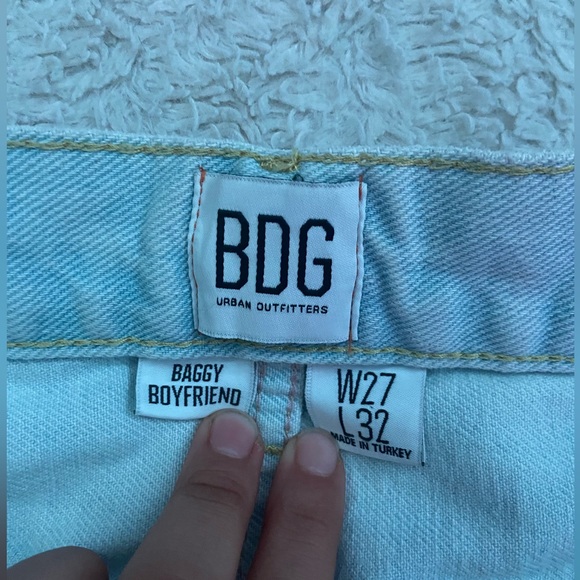 BDG
URBAN OUTFITTERS
BAGGY
BOYFRIEND
W27
L32
MADE IN TURKEY